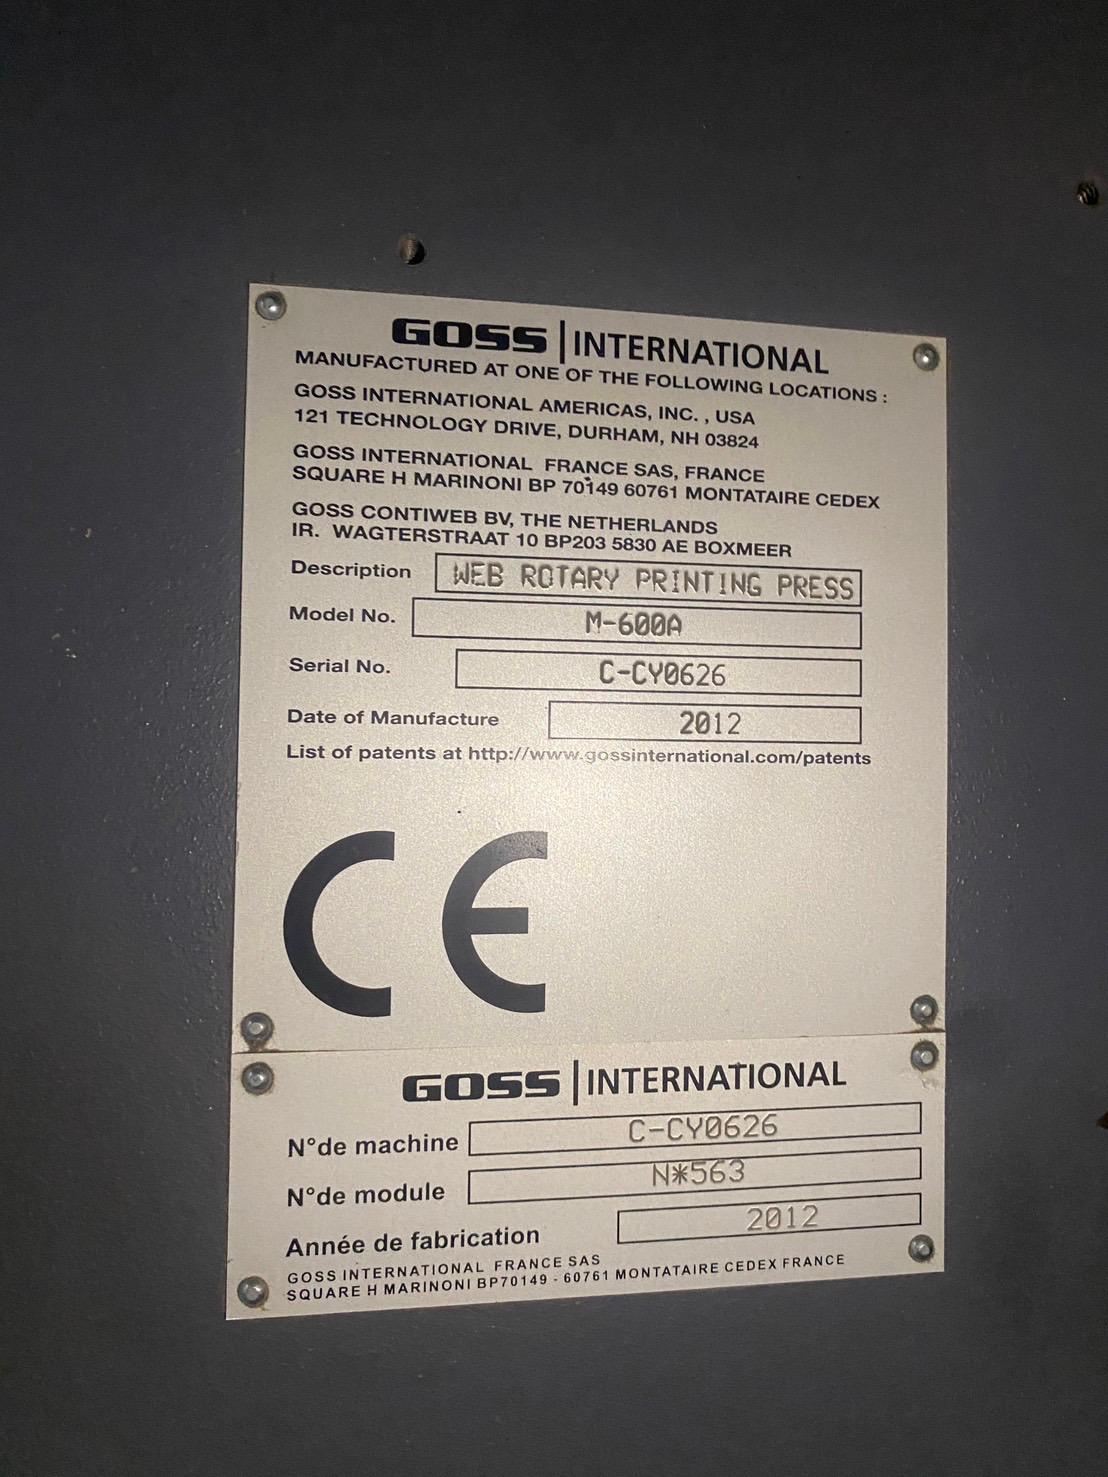 GOSS | INTERNATIONAL
MANUFACTURED AT ONE OF THE FOLLOWING LOCATIONS :
GOSS INTERNATIONAL AMERICAS, INC. , USA
121 TECHNOLOGY DRIVE, DURHAM, NH 03824
GOSS INTERNATIONAL FRANCE SAS, FRANCE
SQUARE H MARINONI BP 70149 60761 MONTATAIRE CEDEX
GOSS CONTIWEB BV, THE NETHERLANDS
IR. WAGTERSTRAAT 10 BP203 5830 AE BOXMEER
Description WEB ROTARY PRINTING PRESS
Model No. M-600A
Serial No. C-CY0626
Date of Manufacture 2012
List of patents at http://www.gossinternational.com/patents
CE
GOSS | INTERNATIONAL
N°de machine C-CY0626
N°de module N*563
Année de fabrication 2012
GOSS INTERNATIONAL FRANCE SAS
SQUARE H MARINONI BP70149 - 60761 MONTATAIRE CEDEX FRANCE